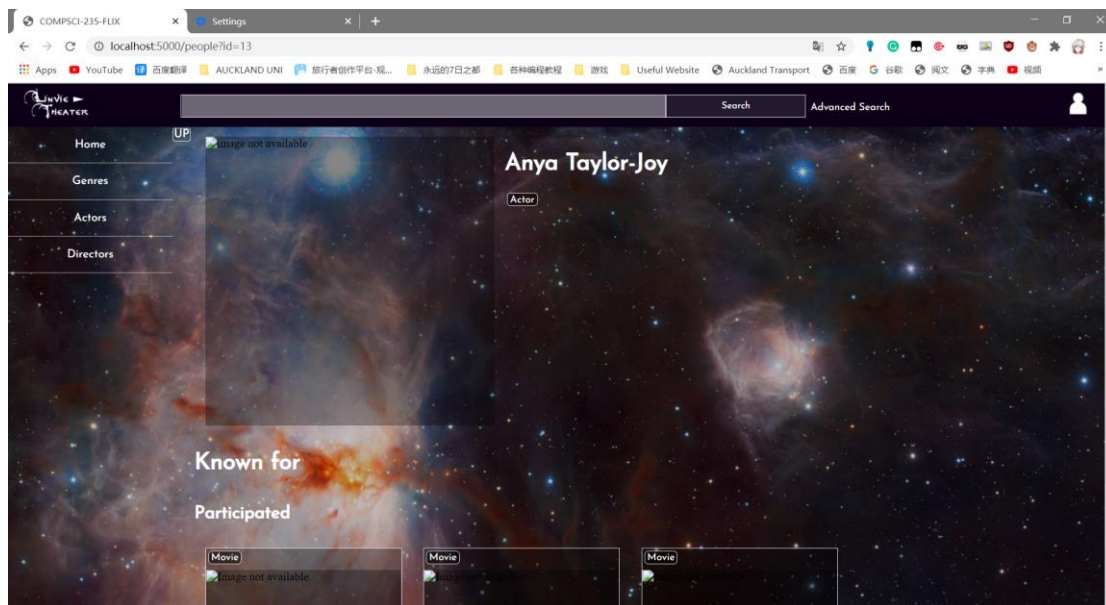 COMPSCI-235-FLIX
Settings
localhost:5000/people?id=13
Apps YouTube 百度翻译 AUCKLAND UNI 旅行者创作平台-观... 永远的7日之都 各种编程教程 游戏 Useful Website Auckland Transport 百度 谷歌 阅文 字典 视频 »
LinVie
Theater
Search Advanced Search
Home
UP
Image not available
Anya Taylor-Joy
Genres
Actor
Actors
Directors
Known for
Participated
Movie Movie Movie
Image not available.